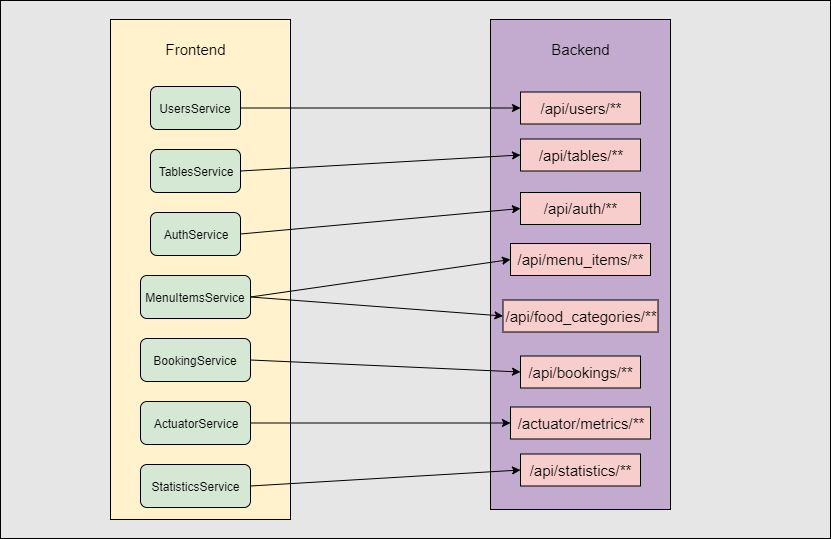 Frontend
Backend
UsersService
/api/users/**
TablesService
/api/tables/**
AuthService
/api/auth/**
MenuItemsService
/api/menu_items/**
/api/food_categories/**
BookingService
/api/bookings/**
ActuatorService
/actuator/metrics/**
StatisticsService
/api/statistics/**